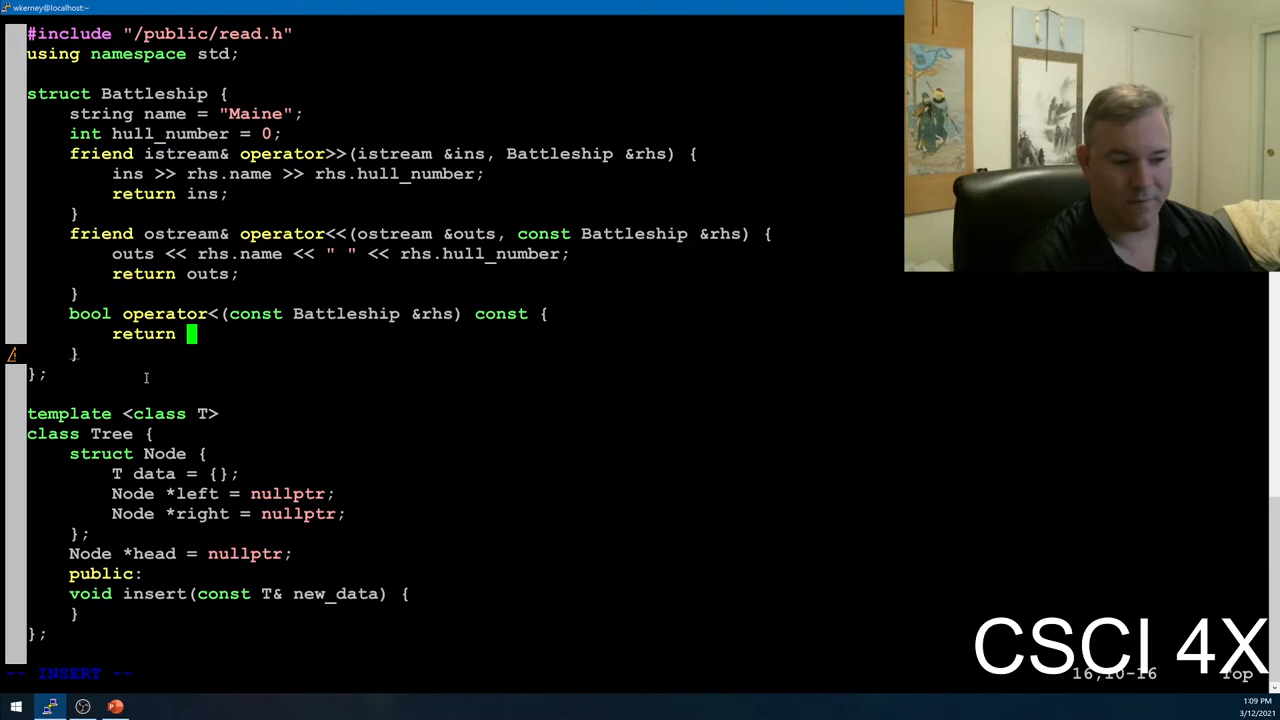 wkerney@localhost:~
#include "/public/read.h"
using namespace std;
struct Battleship {
string name = "Maine";
int hull_number = 0;
friend istream& operator>>(istream &ins, Battleship &rhs) {
ins >> rhs.name >> rhs.hull_number;
return ins;
}
friend ostream& operator<<(ostream &outs, const Battleship &rhs) {
outs << rhs.name << " " << rhs.hull_number;
return outs;
}
bool operator<(const Battleship &rhs) const {
return
}
};
template <class T>
class Tree {
struct Node {
T data = {};
Node *left = nullptr;
Node *right = nullptr;
};
Node *head = nullptr;
public:
void insert(const T& new_data) {
}
};
CSCI 4X
-- INSERT --
16,10-16
Top
1:09 PM
3/12/2021